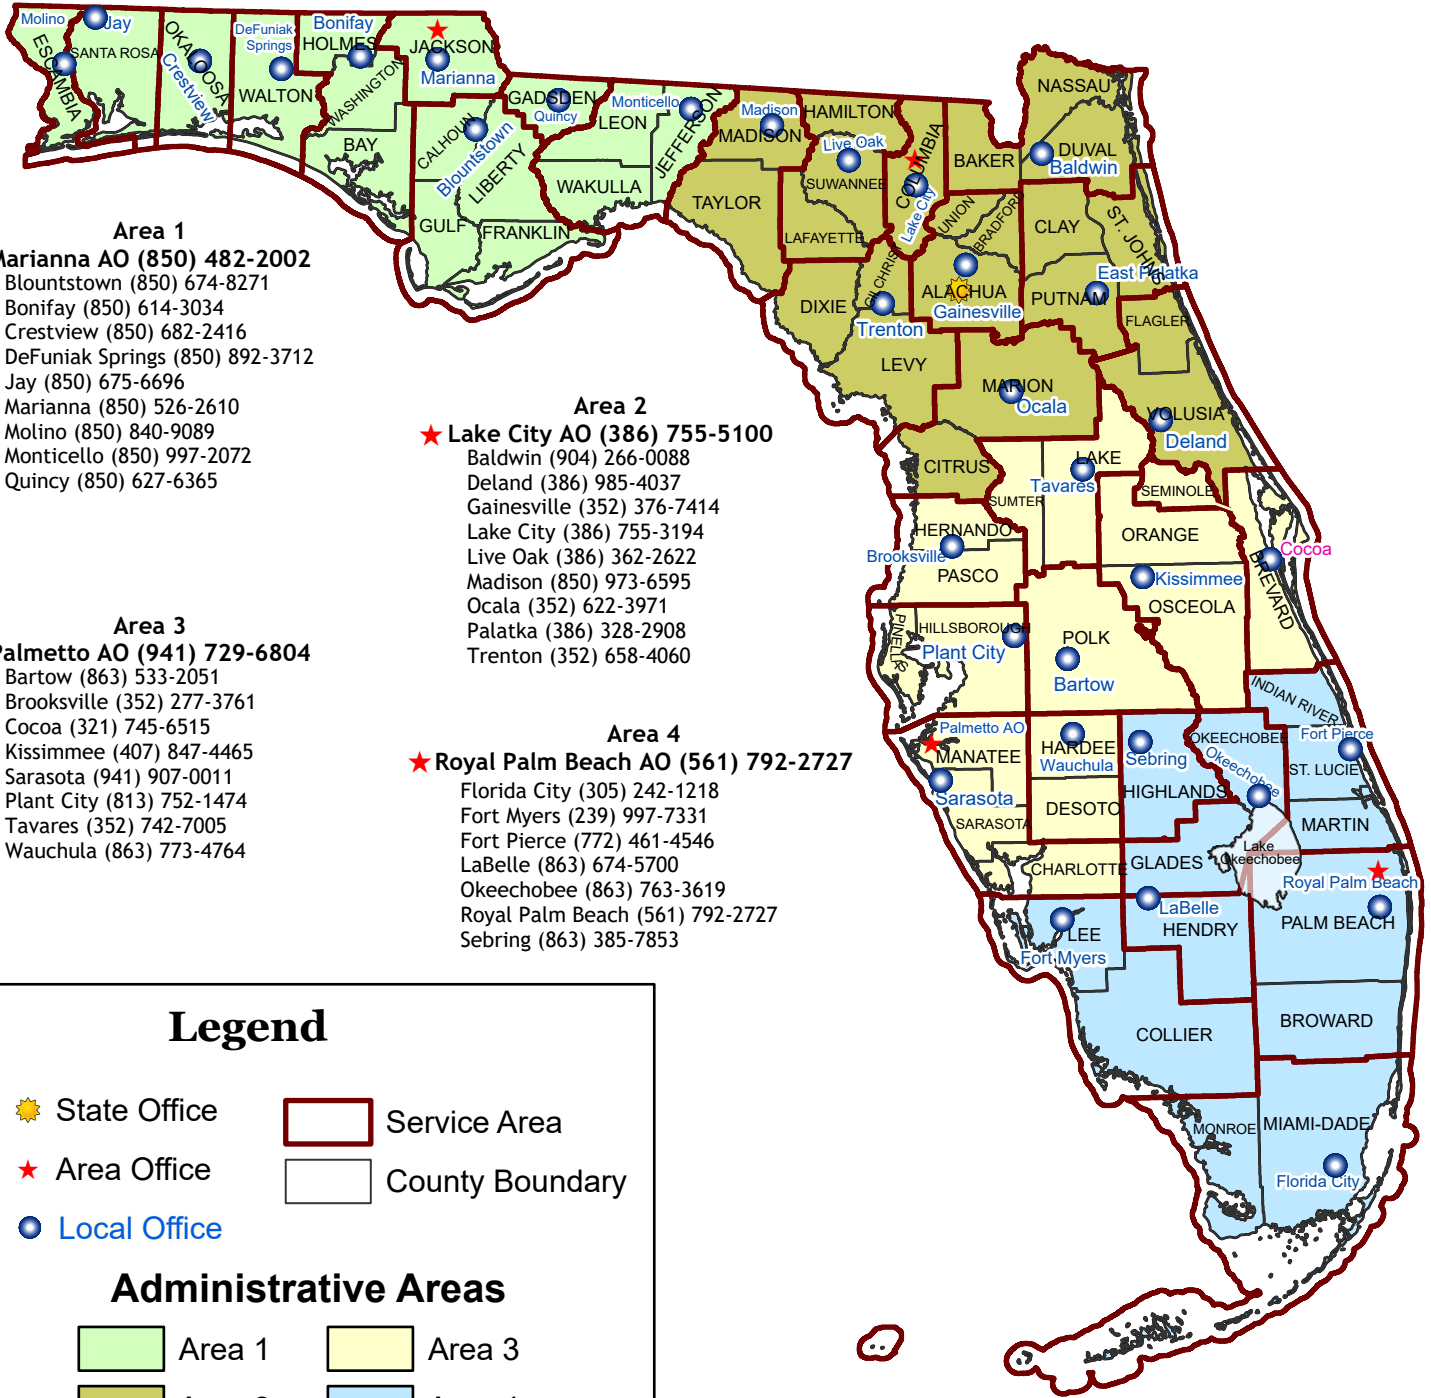 Molino
Jay
ESCAMBIA
SANTA ROSA
OKALOOSA
Crestview
DeFuniak
Springs
WALTON
Bonifay
HOLMES
WASHINGTON
BAY
JACKSON
Marianna
CALHOUN
Blountstown
LIBERTY
GULF
FRANKLIN
GADSDEN
Quincy
LEON
WAKULLA
Monticello
JEFFERSON
Madison
MADISON
TAYLOR
HAMILTON
Live Oak
SUWANNEE
LAFAYETTE
COLUMBIA
Lake City
BAKER
NASSAU
DUVAL
Baldwin
UNION
BRADFORD
CLAY
ST. JOHNS
DIXIE
GILCHRIST
Trenton
ALACHUA
Gainesville
PUTNAM
East Palatka
FLAGLER
LEVY
MARION
Ocala
VOLUSIA
Deland
CITRUS
SUMTER
LAKE
Tavares
SEMINOLE
ORANGE
HERNANDO
Brooksville
PASCO
Kissimmee
OSCEOLA
Cocoa
BREVARD
PINELLAS
HILLSBOROUGH
Plant City
POLK
Bartow
INDIAN RIVER
Palmetto AO
MANATEE
Sarasota
SARASOTA
HARDEE
Wauchula
DESOTO
CHARLOTTE
Sebring
HIGHLANDS
OKEECHOBEE
Okeechobee
Fort Pierce
ST. LUCIE
MARTIN
GLADES
Lake
Okeechobee
Royal Palm Beach
PALM BEACH
LEE
Fort Myers
LaBelle
HENDRY
COLLIER
BROWARD
MONROE
MIAMI-DADE
Florida City
Area 1
Marianna AO (850) 482-2002
Blountstown (850) 674-8271
Bonifay (850) 614-3034
Crestview (850) 682-2416
DeFuniak Springs (850) 892-3712
Jay (850) 675-6696
Marianna (850) 526-2610
Molino (850) 840-9089
Monticello (850) 997-2072
Quincy (850) 627-6365
Area 2
Lake City AO (386) 755-5100
Baldwin (904) 266-0088
Deland (386) 985-4037
Gainesville (352) 376-7414
Lake City (386) 755-3194
Live Oak (386) 362-2622
Madison (850) 973-6595
Ocala (352) 622-3971
Palatka (386) 328-2908
Trenton (352) 658-4060
Area 3
Palmetto AO (941) 729-6804
Bartow (863) 533-2051
Brooksville (352) 277-3761
Cocoa (321) 745-6515
Kissimmee (407) 847-4465
Sarasota (941) 907-0011
Plant City (813) 752-1474
Tavares (352) 742-7005
Wauchula (863) 773-4764
Area 4
Royal Palm Beach AO (561) 792-2727
Florida City (305) 242-1218
Fort Myers (239) 997-7331
Fort Pierce (772) 461-4546
LaBelle (863) 674-5700
Okeechobee (863) 763-3619
Royal Palm Beach (561) 792-2727
Sebring (863) 385-7853
Legend
State Office
Service Area
Area Office
County Boundary
Local Office
Administrative Areas
Area 1
Area 3